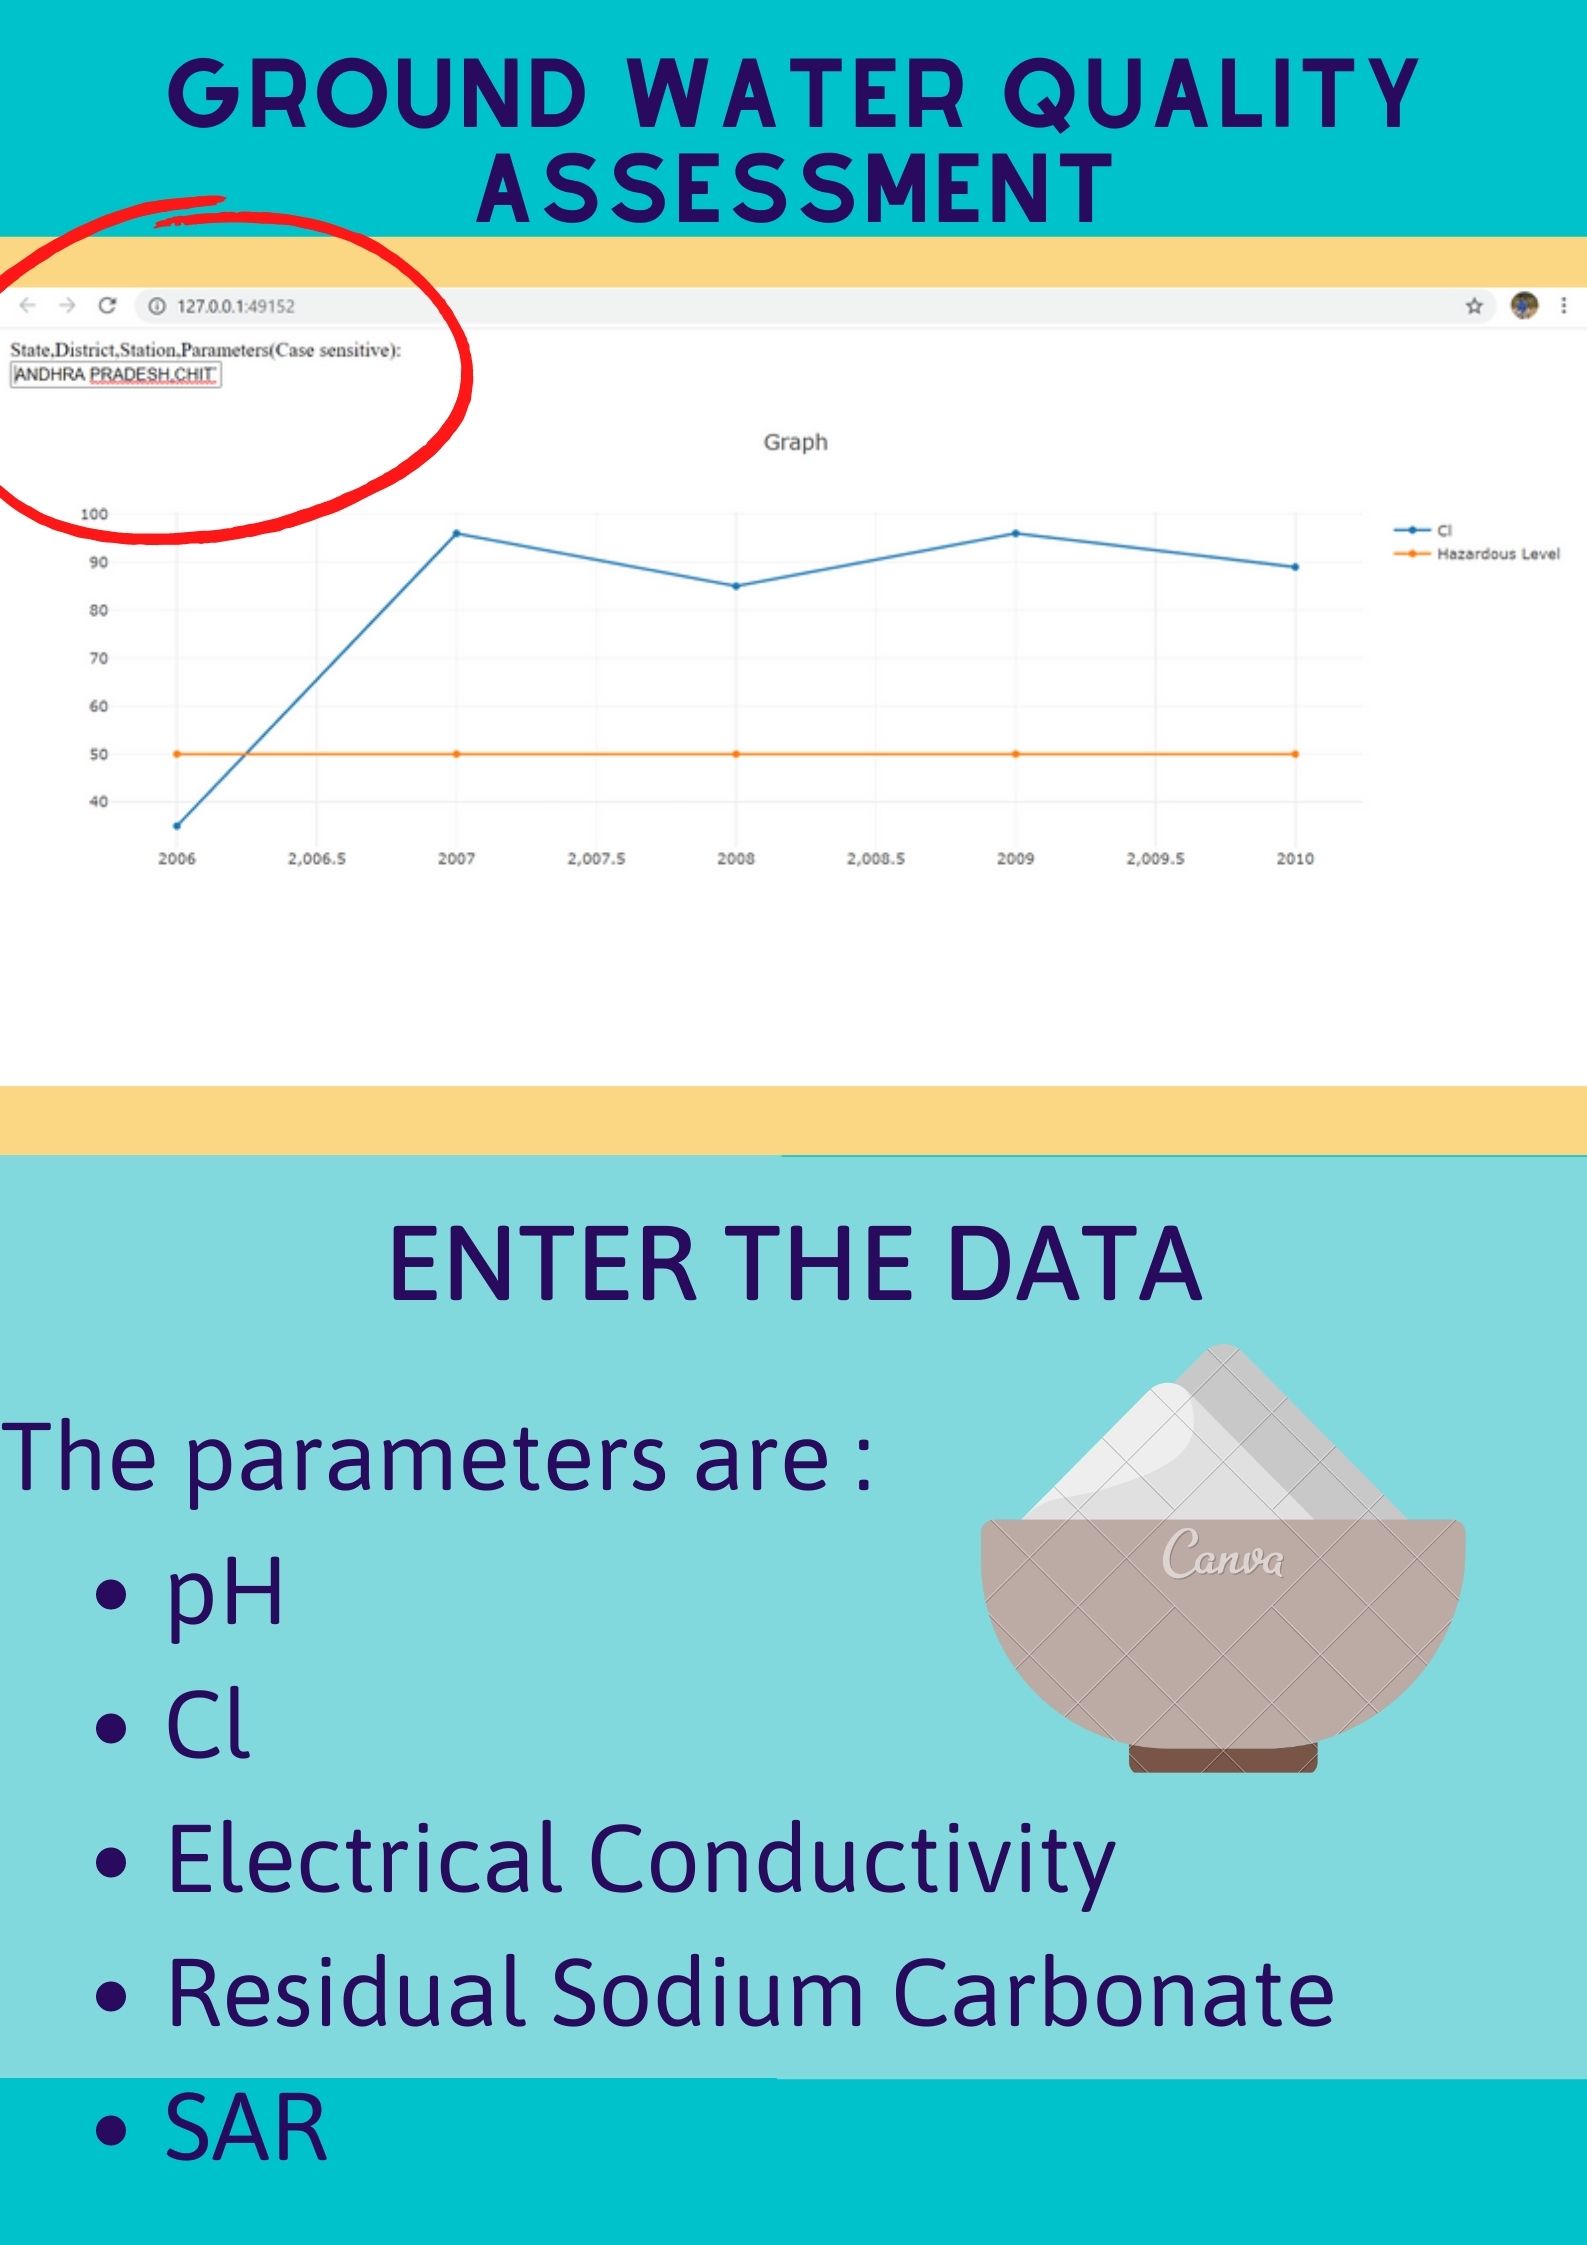 GROUND WATER QUALITY
ASSESSMENT
127.0.0.1:49152
State,District,Station,Parameters(Case sensitive):
ANDHRA PRADESH,CHIT
Graph
100
90
80
70
60
50
40
Cl
Hazardous Level
2006 2,006.5 2007 2,007.5 2008 2,008.5 2009 2,009.5 2010
ENTER THE DATA
The parameters are :
• pH
• Cl
• Electrical Conductivity
• Residual Sodium Carbonate
• SAR
Canva